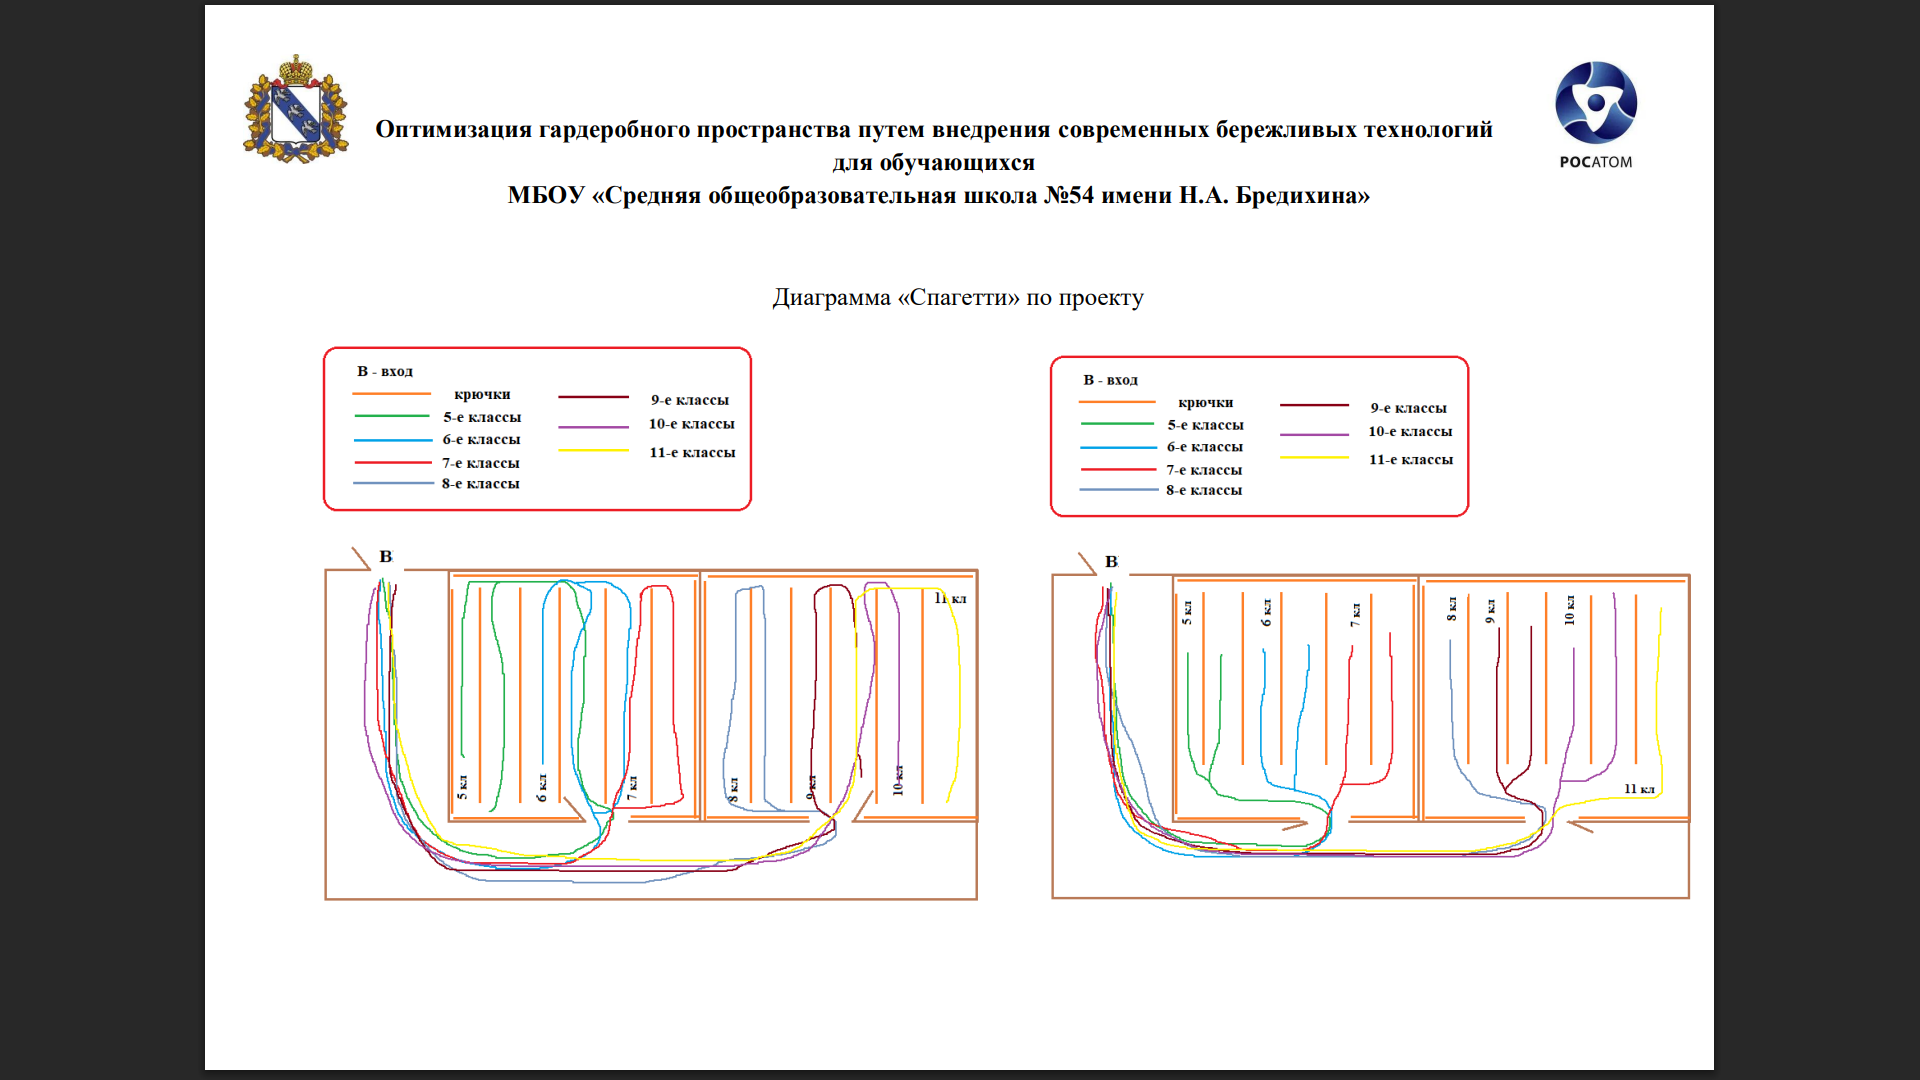 Оптимизация гардеробного пространства путем внедрения современных бережливых технологий
для обучающихся
МБОУ «Средняя общеобразовательная школа №54 имени Н.А. Бредихина»
РОСАТОМ
Диаграмма «Спагетти» по проекту
В - вход
крючки
5-е классы
6-е классы
7-е классы
8-е классы
9-е классы
10-е классы
11-е классы
В - вход
крючки
5-е классы
6-е классы
7-е классы
8-е классы
9-е классы
10-е классы
11-е классы
В
5 кл
6 кл
7 кл
8 кл
9 кл
10 кл
11 кл
В
5 кл
6 кл
7 кл
8 кл
9 кл
10 кл
11 кл